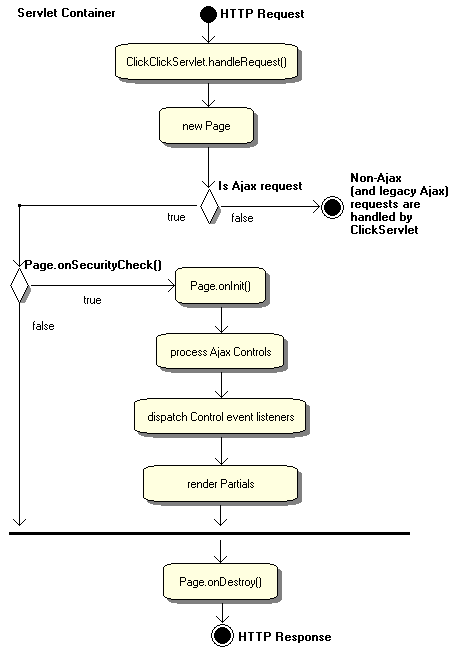 Servlet Container
HTTP Request
ClickClickServlet.handleRequest()
new Page
Is Ajax request
true
false
Non-Ajax
(and legacy Ajax)
requests are
handled by
ClickServlet
Page.onSecurityCheck()
true
false
Page.onInit()
process Ajax Controls
dispatch Control event listeners
render Partials
Page.onDestroy()
HTTP Response